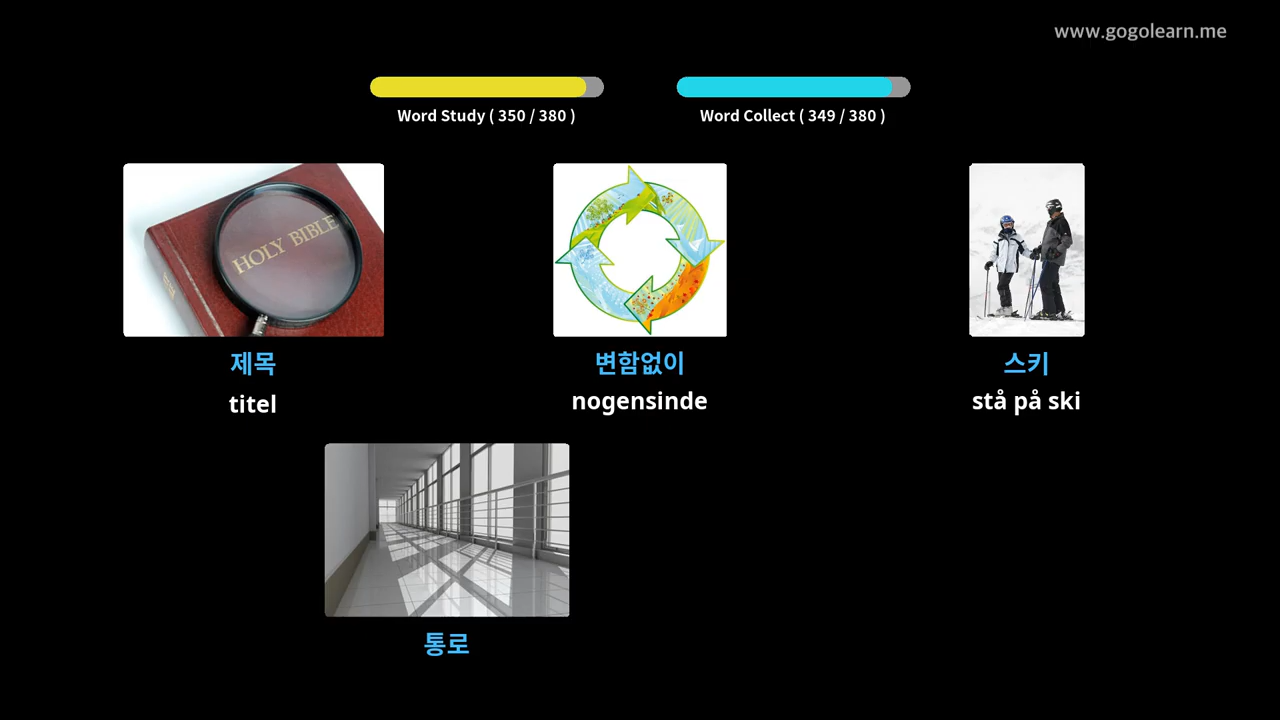 www.gogolearn.me
Word Study ( 350 / 380 )
Word Collect ( 349 / 380 )
HOLY BIBLE
제목
변함없이
스키
titel
nogensinde
stå på ski
통로